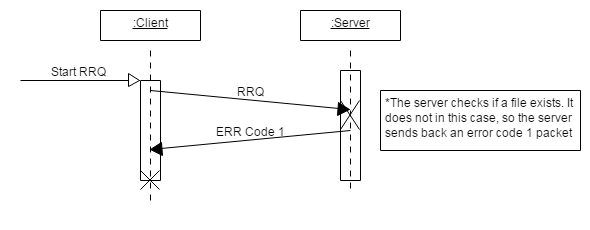 :Client
:Server
Start RRQ
RRQ
*The server checks if a file exists. It
does not in this case, so the server
sends back an error code 1 packet
ERR Code 1